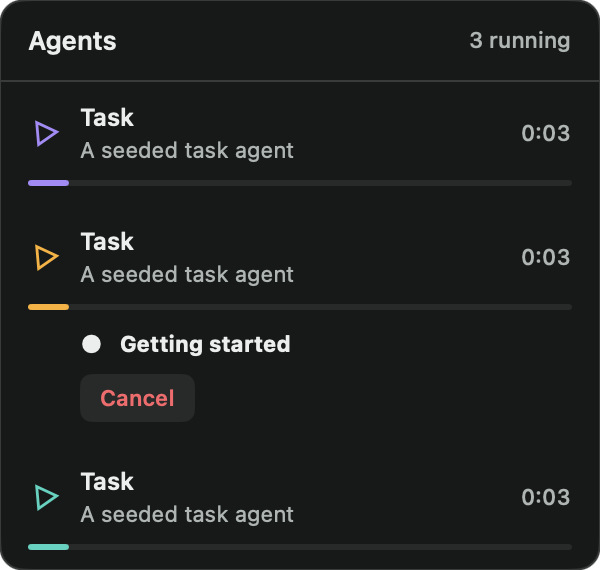 Agents
3 running
Task
A seeded task agent
0:03
Task
A seeded task agent
0:03
Getting started
Cancel
Task
A seeded task agent
0:03